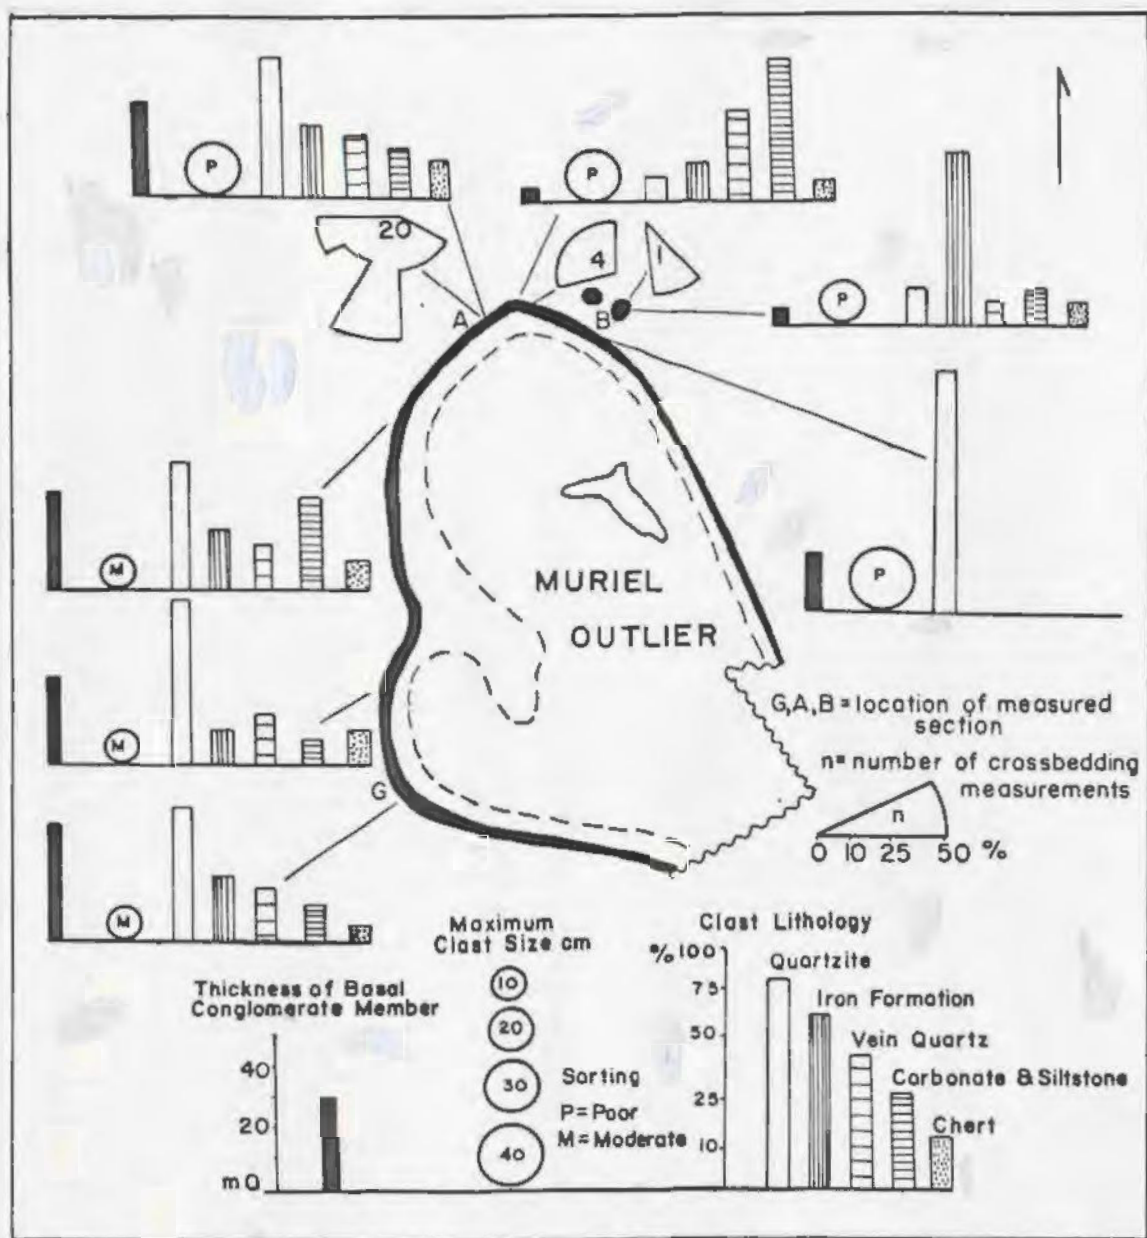 P
P
20
4
1
P
A
B
M
MURIEL
OUTLIER
P
M
G,A,B = location of measured
section
n= number of crossbedding
measurements
n
0 10 25 50 %
G
M
Maximum
Clast Size cm
10
20
30
40
Sorting
P= Poor
M= Moderate
Clast Lithology
% 100
75
50
25
10
Quartzite
Iron Formation
Vein Quartz
Carbonate & Siltstone
Chert
Thickness of Basal
Conglomerate Member
40
20
m 0